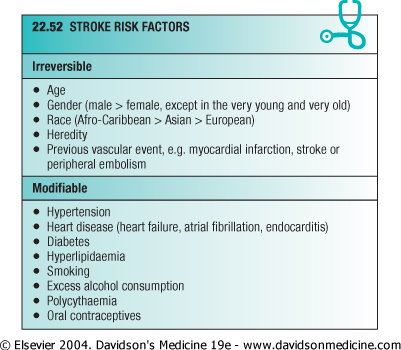 22.52 STROKE RISK FACTORS
Irreversible
• Age
• Gender (male > female, except in the very young and very old)
• Race (Afro-Caribbean > Asian > European)
• Heredity
• Previous vascular event, e.g. myocardial infarction, stroke or
peripheral embolism
Modifiable
• Hypertension
• Heart disease (heart failure, atrial fibrillation, endocarditis)
• Diabetes
• Hyperlipidaemia
• Smoking
• Excess alcohol consumption
• Polycythaemia
• Oral contraceptives
© Elsevier 2004. Davidson's Medicine 19e - www.davidsonmedicine.com